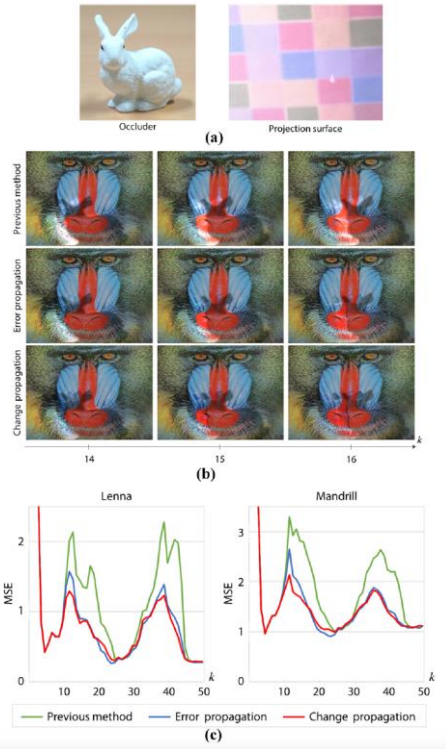 Occluder
Projection surface
(a)
Previous method
Error propagation
Change propagation
k
14 15 16
(b)
Lenna Mandrill
MSE
2
1
0
10 20 30 40 50
k
MSE
3
2
1
0
10 20 30 40 50
k
Previous method Error propagation Change propagation
(c)